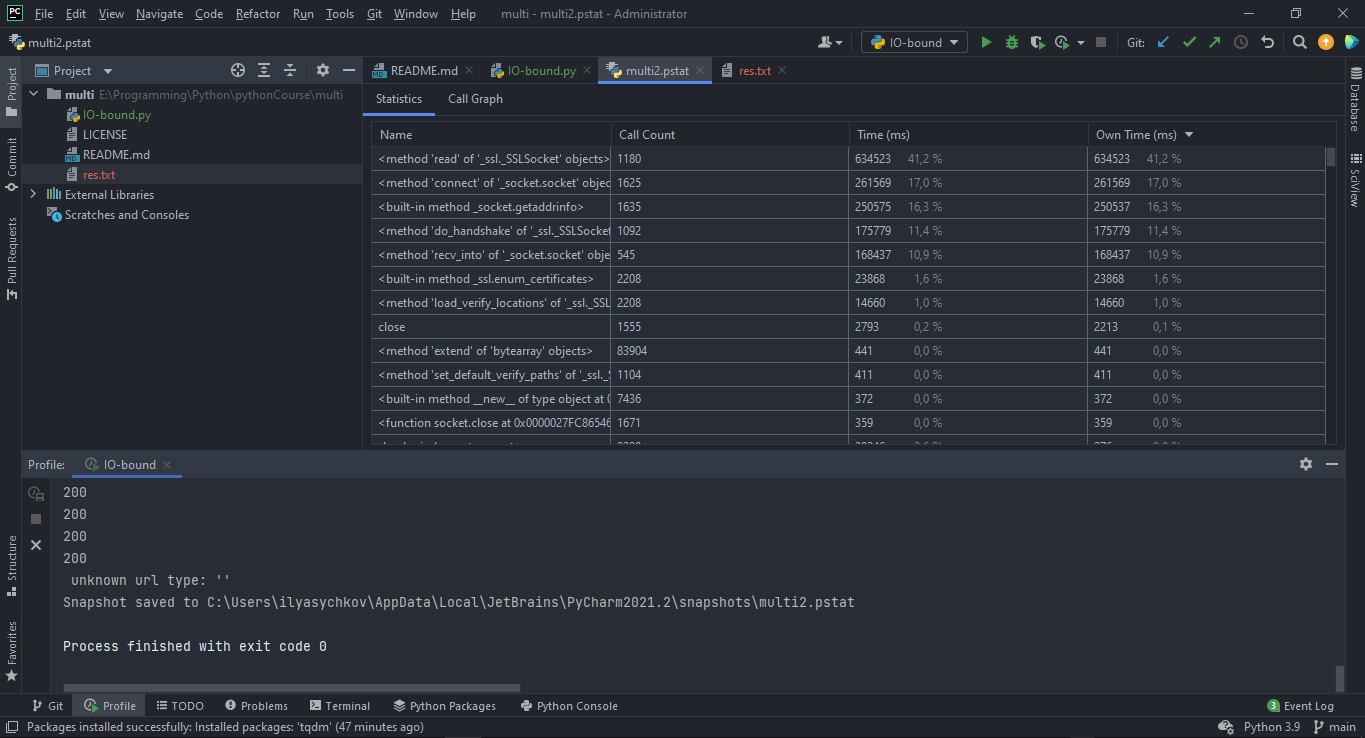 PC File Edit View Navigate Code Refactor Run Tools Git Window Help multi - multi2.pstat - Administrator
multi2.pstat IO-bound Git:
Project README.md IO-bound.py multi2.pstat res.txt
Statistics Call Graph
multi E:\Programming\Python\pythonCourse\multi
IO-bound.py
LICENSE
README.md
res.txt
External Libraries
Scratches and Consoles
Name Call Count Time (ms) Own Time (ms)
<method 'read' of '_ssl._SSLSocket' objects> 1180 634523 41,2 % 634523 41,2 %
<method 'connect' of '_socket.socket' objec 1625 261569 17,0 % 261569 17,0 %
<built-in method _socket.getaddrinfo> 1635 250575 16,3 % 250537 16,3 %
<method 'do_handshake' of '_ssl._SSLSocket 1092 175779 11,4 % 175779 11,4 %
<method 'recv_into' of '_socket.socket' obje 545 168437 10,9 % 168437 10,9 %
<built-in method _ssl.enum_certificates> 2208 23868 1,6 % 23868 1,6 %
<method 'load_verify_locations' of '_ssl._SSL 2208 14660 1,0 % 14660 1,0 %
close 1555 2793 0,2 % 2213 0,1 %
<method 'extend' of 'bytearray' objects> 83904 441 0,0 % 441 0,0 %
<method 'set_default_verify_paths' of '_ssl._S 1104 411 0,0 % 411 0,0 %
<built-in method __new__ of type object at 0 7436 372 0,0 % 372 0,0 %
<function socket.close at 0x0000027FC86546 1671 359 0,0 % 359 0,0 %
Project
Commit
Pull Requests
Structure
Favorites
Database
SciView
Profile: IO-bound
200
200
200
200
unknown url type: ''
Snapshot saved to C:\Users\ilyasychkov\AppData\Local\JetBrains\PyCharm2021.2\snapshots\multi2.pstat
Process finished with exit code 0
Git Profile TODO Problems Terminal Python Packages Python Console 3 Event Log
Packages installed successfully: Installed packages: 'tqdm' (47 minutes ago) Python 3.9 main